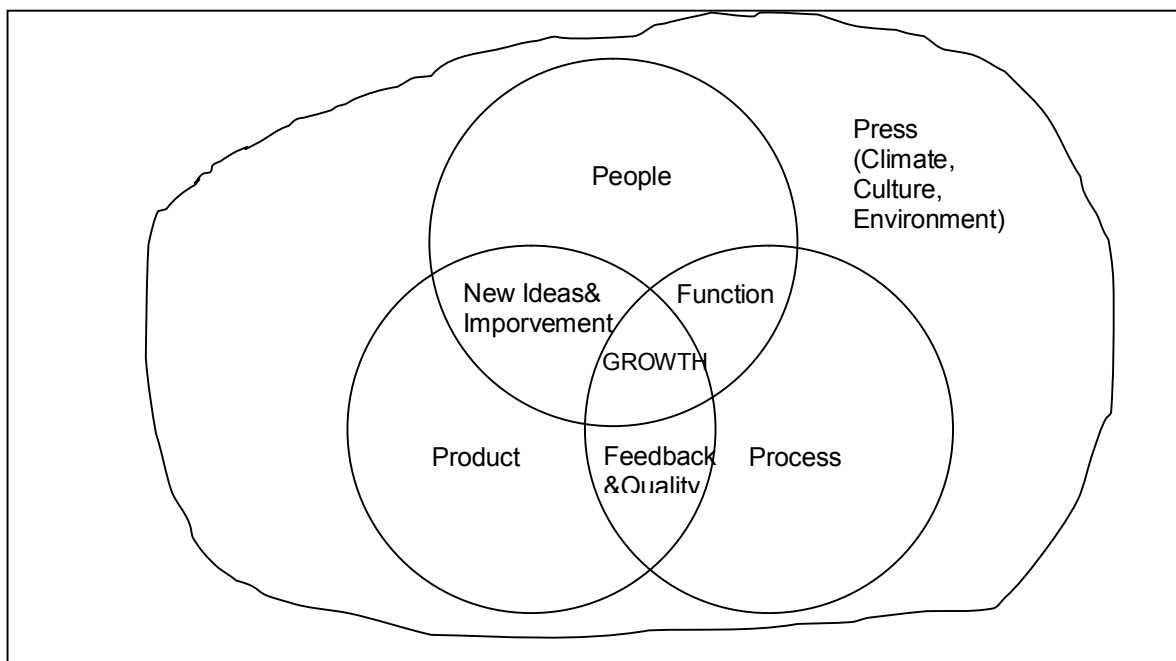 People
Press
(Climate,
Culture,
Environment)
New Ideas&
Imporvement
Function
GROWTH
Product
Feedback
&Quality
Process